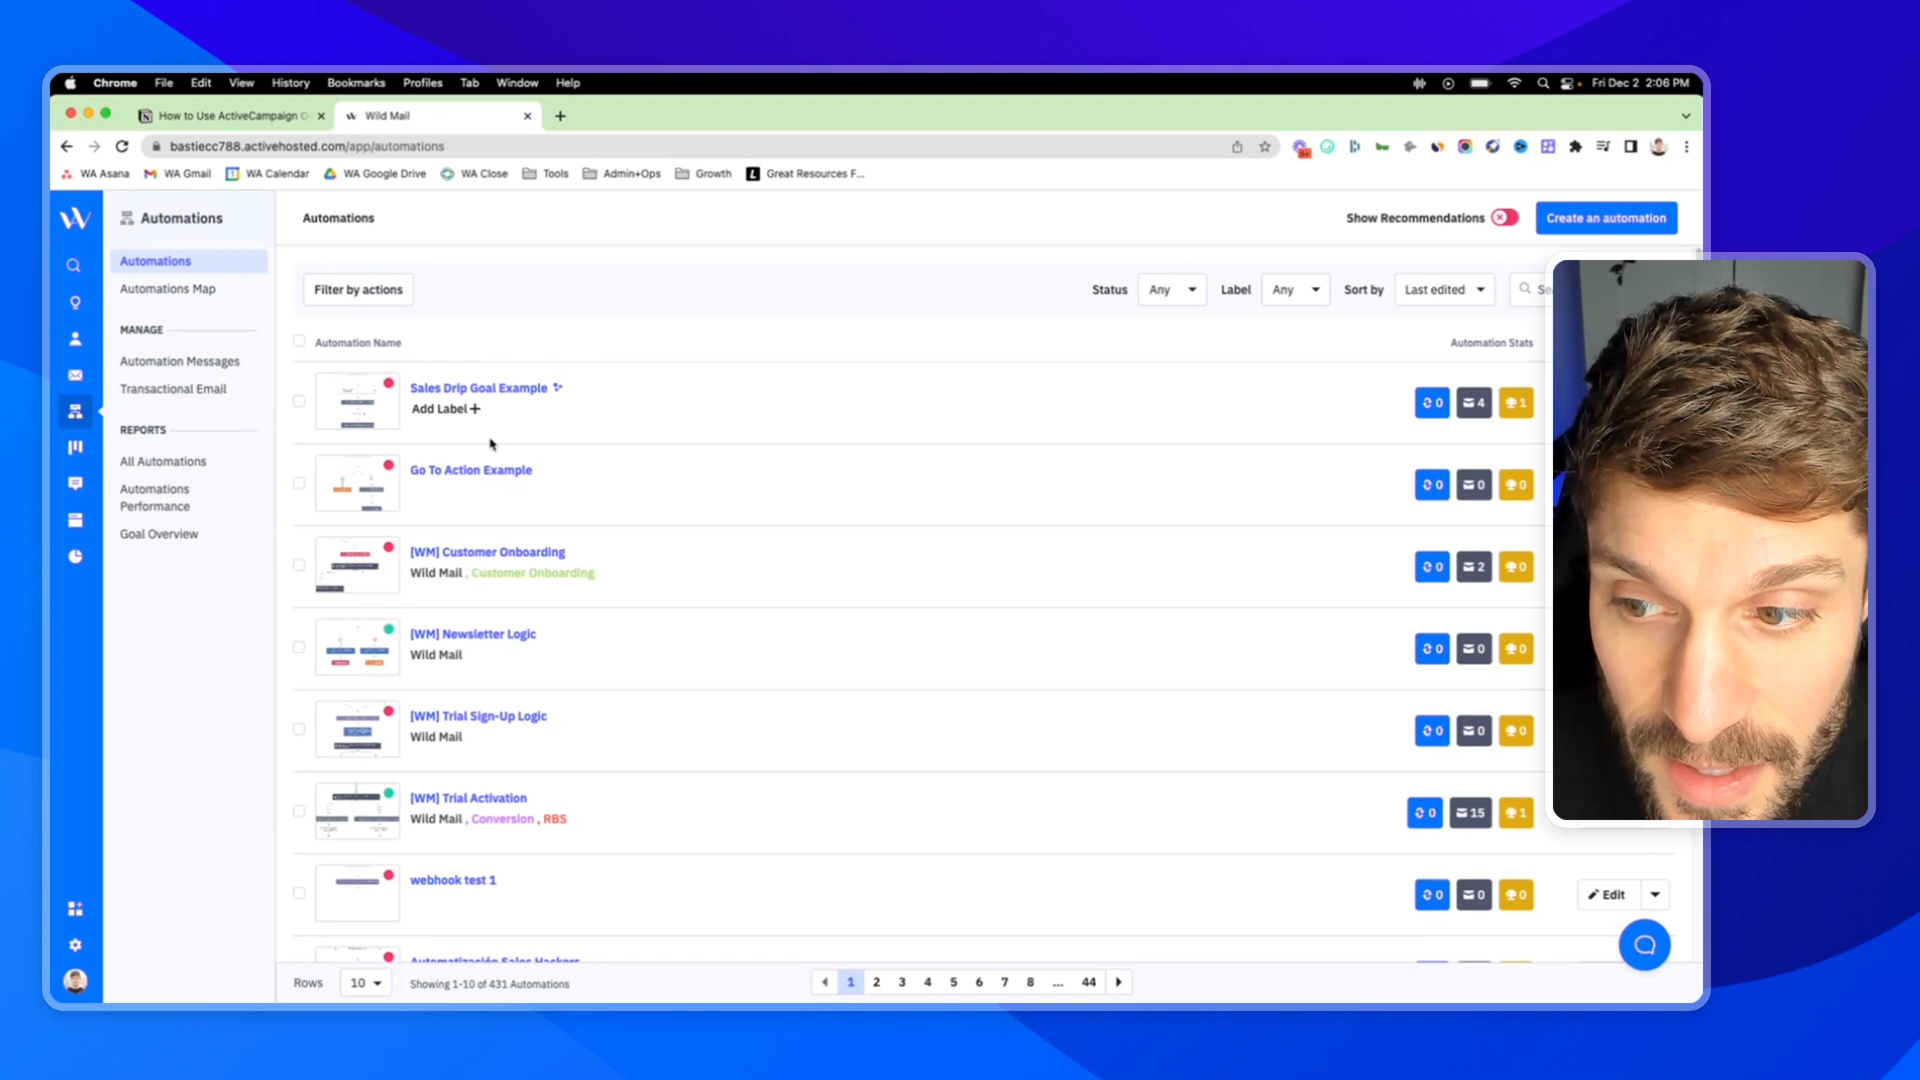 Chrome File Edit View History Bookmarks Profiles Tab Window Help Fri Dec 2 2:06 PM
How to Use ActiveCampaign G Wild Mail
bastiecc788.activehosted.com/app/automations
WA Asana WA Gmail WA Calendar WA Google Drive WA Close Tools Admin+Ops Growth Great Resources F...
Automations
Automations
Automations Map
MANAGE
Automation Messages
Transactional Email
REPORTS
All Automations
Automations
Performance
Goal Overview
Automations Show Recommendations Create an automation
Filter by actions Status Any Label Any Sort by Last edited Se
Automation Name Automation Stats
Sales Drip Goal Example 0 4 1
Add Label +
Go To Action Example 0 0 0
[WM] Customer Onboarding 0 2 0
Wild Mail , Customer Onboarding
[WM] Newsletter Logic 0 0 0
Wild Mail
[WM] Trial Sign-Up Logic 0 0 0
Wild Mail
[WM] Trial Activation 0 15 1
Wild Mail , Conversion , RBS
webhook test 1 0 0 0 Edit
Automatización Sales Hackers
Rows 10 Showing 1-10 of 431 Automations 1 2 3 4 5 6 7 8 ... 44